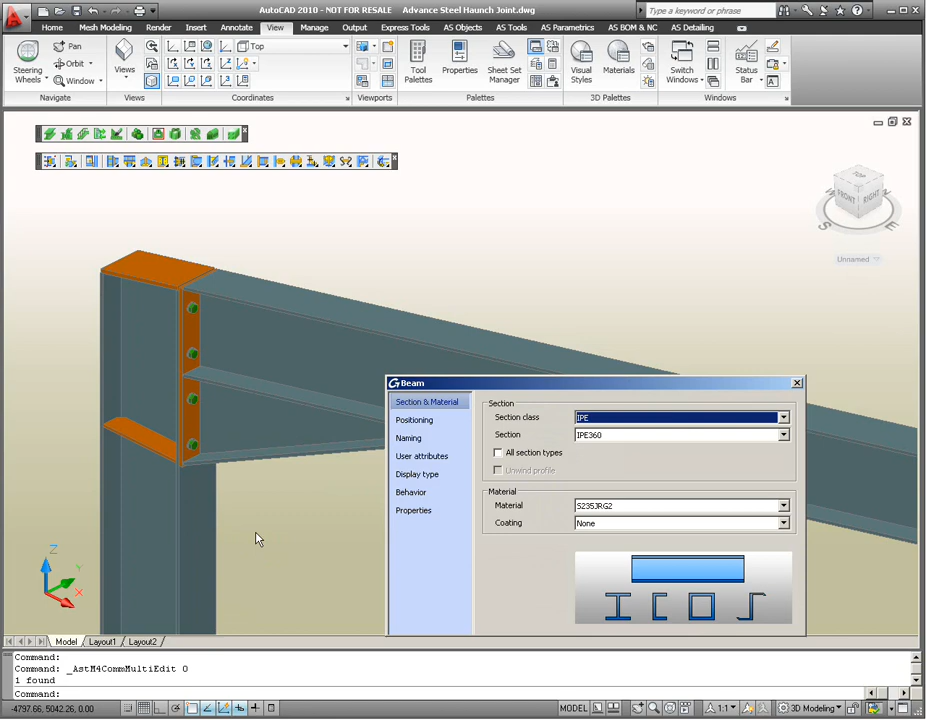 AutoCAD 2010 - NOT FOR RESALE Advance Steel Haunch Joint.dwg
Type a keyword or phrase
Home Mesh Modeling Render Insert Annotate View Manage Output Express Tools AS Objects AS Tools AS Parametrics AS BOM & NC AS Detailing
Steering Wheels
Pan
Orbit
Window
Views
Top
Tool Palettes
Properties
Sheet Set Manager
Visual Styles
Materials
Switch Windows
Status Bar
Navigate Views Coordinates Viewports Palettes 3D Palettes Windows
TOP
FRONT RIGHT
S E
Unnamed
Beam
Section & Material
Positioning
Naming
User attributes
Display type
Behavior
Properties
Section
Section class IPE
Section IPE360
All section types
Unwind profile
Material
Material S235JRG2
Coating None
Z
Y
X
Model Layout1 Layout2
Command:
Command: _AstM4CommMultiEdit 0
1 found
Command:
-4797.66, 5042.26, 0.00
MODEL
1:1
3D Modeling